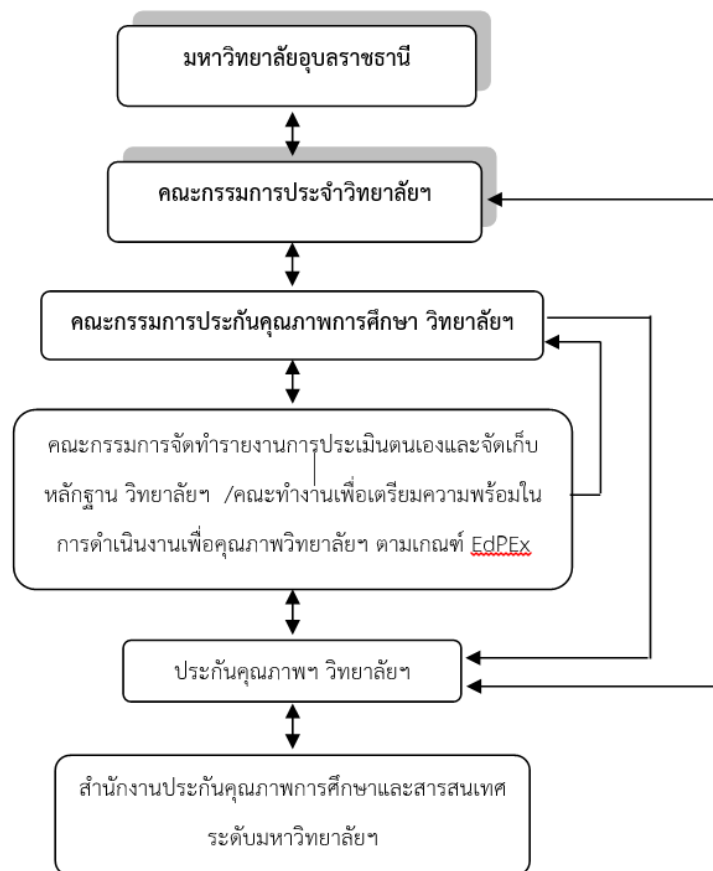 มหาวิทยาลัยอุบลราชธานี
คณะกรรมการประจำวิทยาลัยฯ
คณะกรรมการประกันคุณภาพการศึกษา วิทยาลัยฯ
คณะกรรมการจัดทำรายงานการประเมินตนเองและจัดเก็บ
หลักฐาน วิทยาลัยฯ /คณะทำงานเพื่อเตรียมความพร้อมใน
การดำเนินงานเพื่อคุณภาพวิทยาลัยฯ ตามเกณฑ์ EdPEx
ประกันคุณภาพฯ วิทยาลัยฯ
สำนักงานประกันคุณภาพการศึกษาและสารสนเทศ
ระดับมหาวิทยาลัยฯ